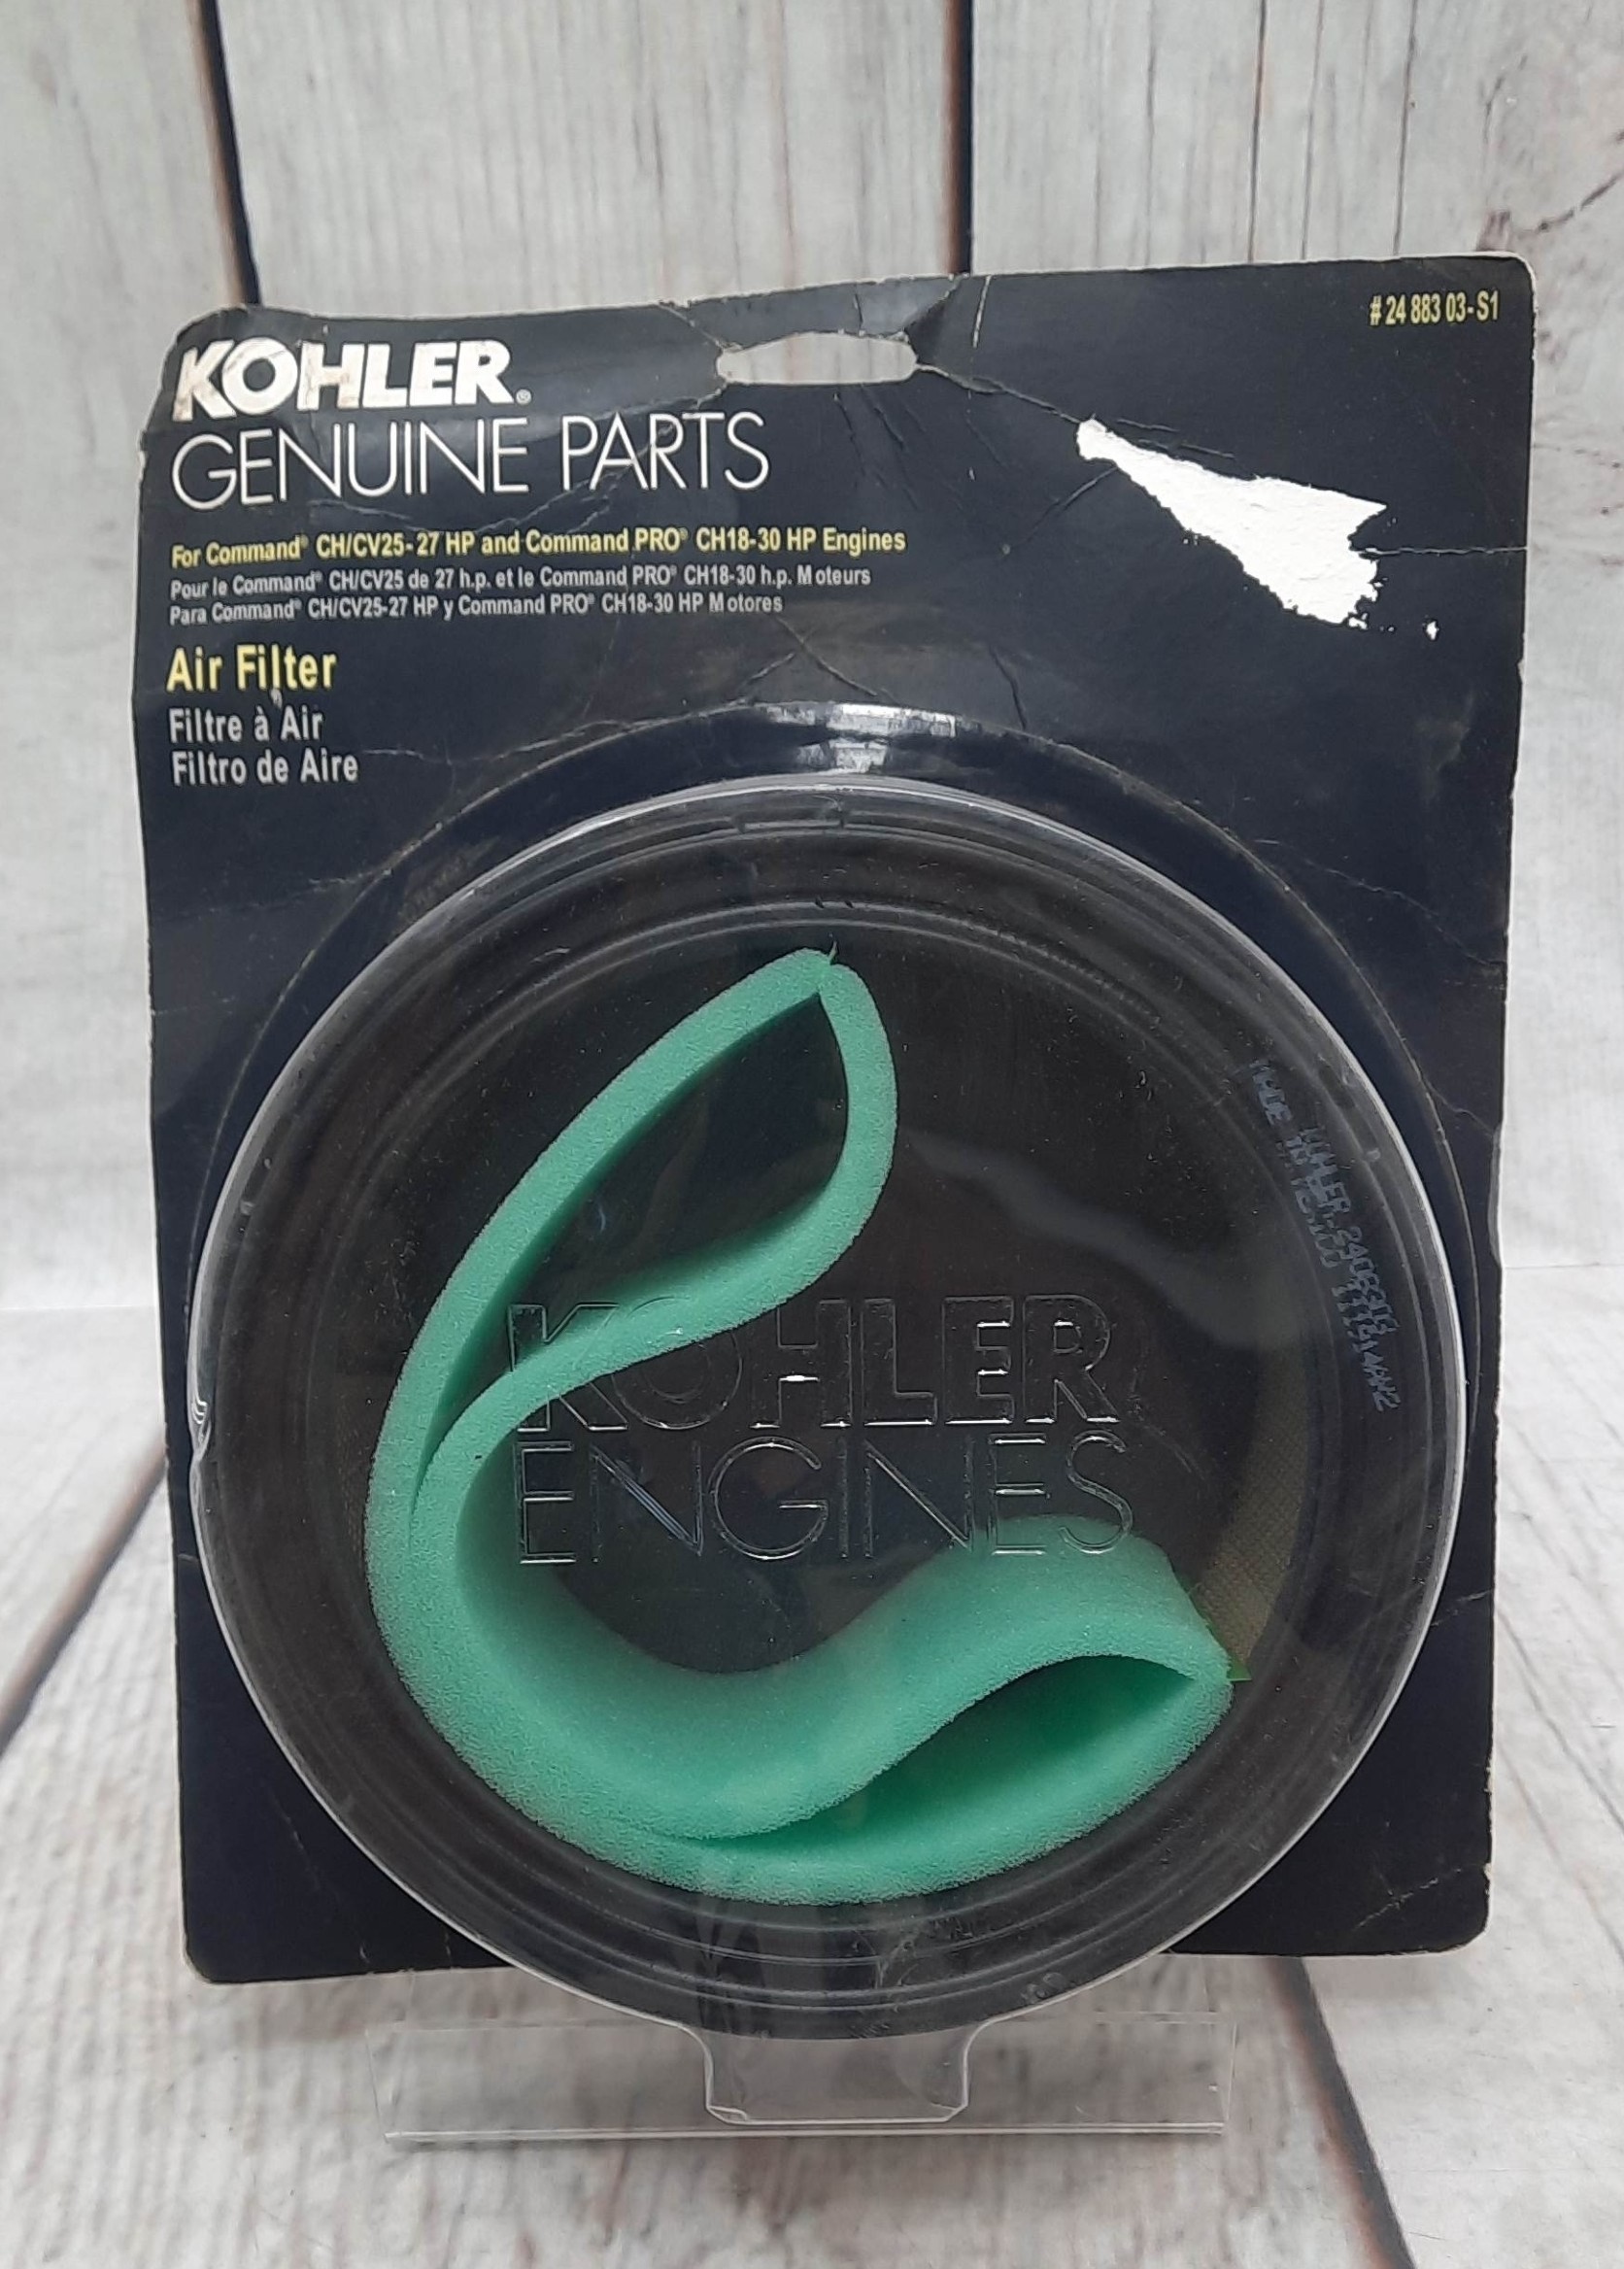 # 24 883 03-S1
KOHLER®
GENUINE PARTS
For Command® CH/CV25-27 HP and Command PRO® CH18-30 HP Engines
Pour le Command® CH/CV25 de 27 h.p. et le Command PRO® CH18-30 h.p. Moteurs
Para Command® CH/CV25-27 HP y Command PRO® CH18-30 HP Motores
Air Filter
Filtre à Air
Filtro de Aire
KOHLER
ENGINES